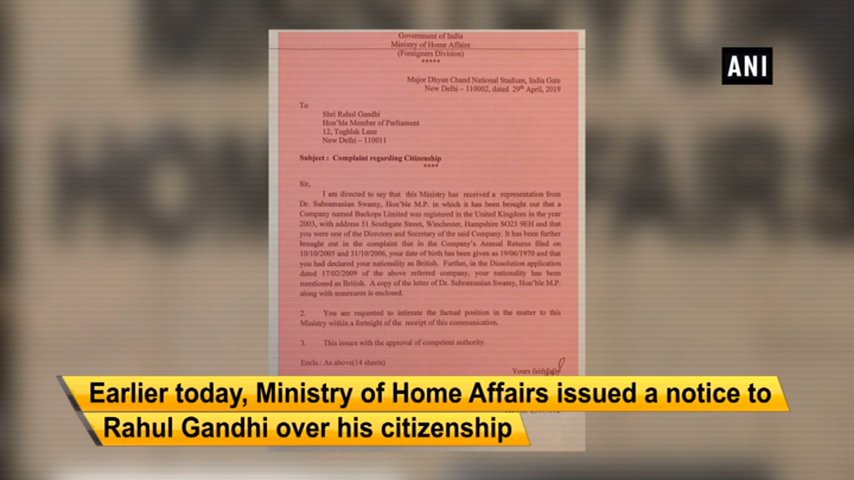 Government of India
Ministry of Home Affairs
(Foreigners Division)
*****
ANI
Major Dhyan Chand National Stadium, India Gate
New Delhi – 110002, dated 29th April, 2019
To
Shri Rahul Gandhi
Hon'ble Member of Parliament
12, Tughlak Lane
New Delhi – 110011
Subject : Complaint regarding Citizenship
****
Sir,
I am directed to say that this Ministry has received a representation from
Dr. Subramanian Swamy, Hon'ble M.P. in which it has been brought out that a
Company named Backops Limited was registered in the United Kingdom in the year
2003, with address 51 Southgate Street, Winchester, Hampshire SO23 9EH and that
you were one of the Directors and Secretary of the said Company. It has been further
brought out in the complaint that in the Company's Annual Returns filed on
10/10/2005 and 31/10/2006, your date of birth has been given as 19/06/1970 and that
you had declared your nationality as British. Further, in the Dissolution application
dated 17/02/2009 of the above referred company, your nationality has been
mentioned as British. A copy of the letter of Dr. Subramanian Swamy, Hon'ble M.P.
along with annexures is enclosed.
2. You are requested to intimate the factual position in the matter to this
Ministry within a fortnight of the receipt of this communication.
3. This issues with the approval of competent authority.
Encls.: As above(14 sheets)
Yours faithfully
Earlier today, Ministry of Home Affairs issued a notice to
Rahul Gandhi over his citizenship